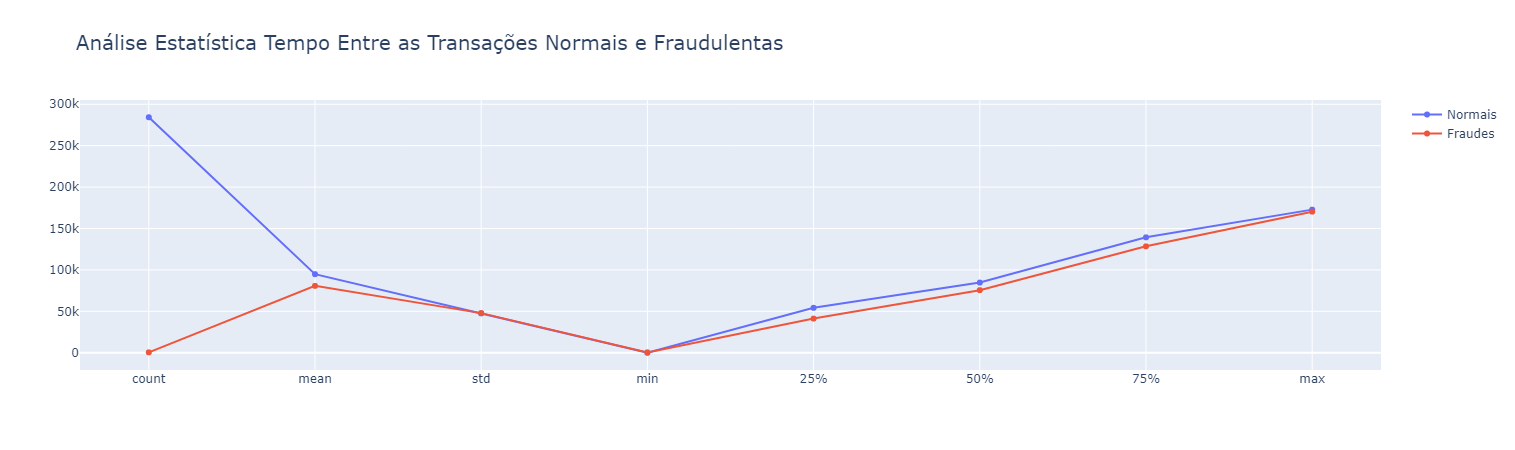 Análise Estatística Tempo Entre as Transações Normais e Fraudulentas
300k
250k
200k
150k
100k
50k
0
count mean std min 25% 50% 75% max
Normais
Fraudes